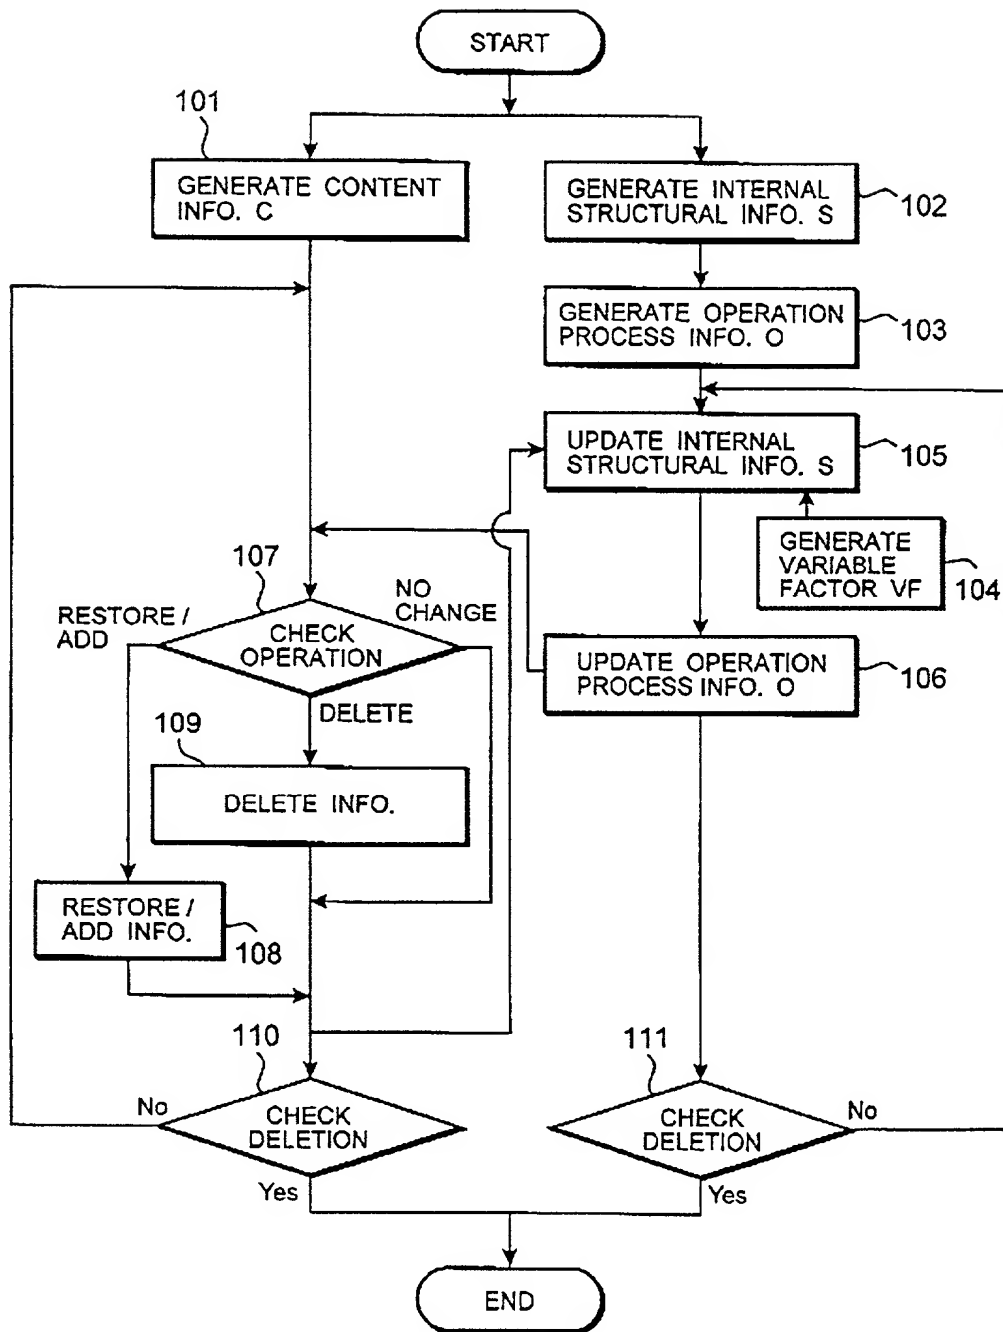 START
101
GENERATE CONTENT
INFO. C
GENERATE INTERNAL
STRUCTURAL INFO. S
102
GENERATE OPERATION
PROCESS INFO. O
103
UPDATE INTERNAL
STRUCTURAL INFO. S
105
GENERATE
VARIABLE
FACTOR VF
104
107
RESTORE /
ADD
NO
CHANGE
CHECK
OPERATION
DELETE
UPDATE OPERATION
PROCESS INFO. O
106
109
DELETE INFO.
RESTORE /
ADD INFO.
108
110
No
CHECK
DELETION
Yes
111
No
CHECK
DELETION
Yes
END